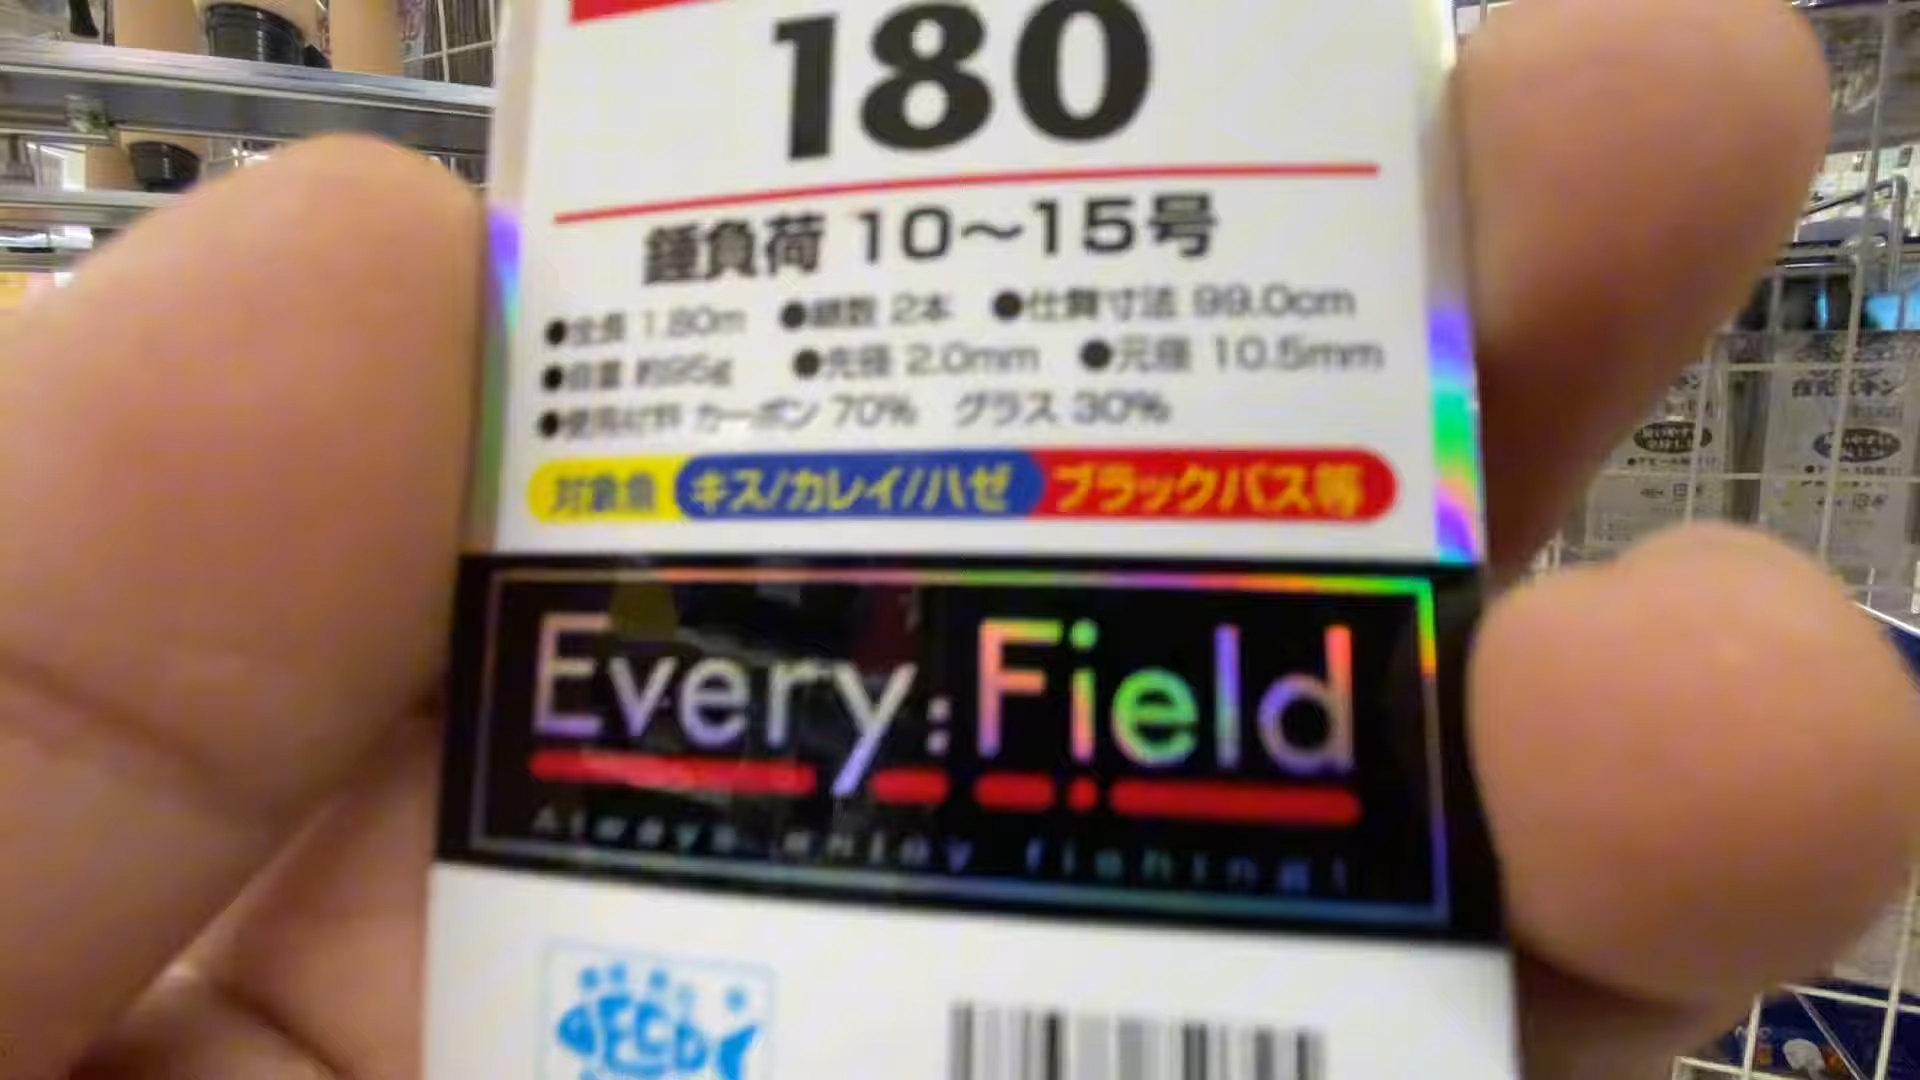 180
錘負荷 10〜15号
●全長 1.80m ●継数 2本 ●仕舞寸法 99.0cm
●自重 約95g ●先径 2.0mm ●元径 10.5mm
●使用材料 カーボン 70% グラス 30%
対象魚 キス/カレイ/ハゼ ブラックバス等
Every:Field
Always enjoy fishing!
ECO